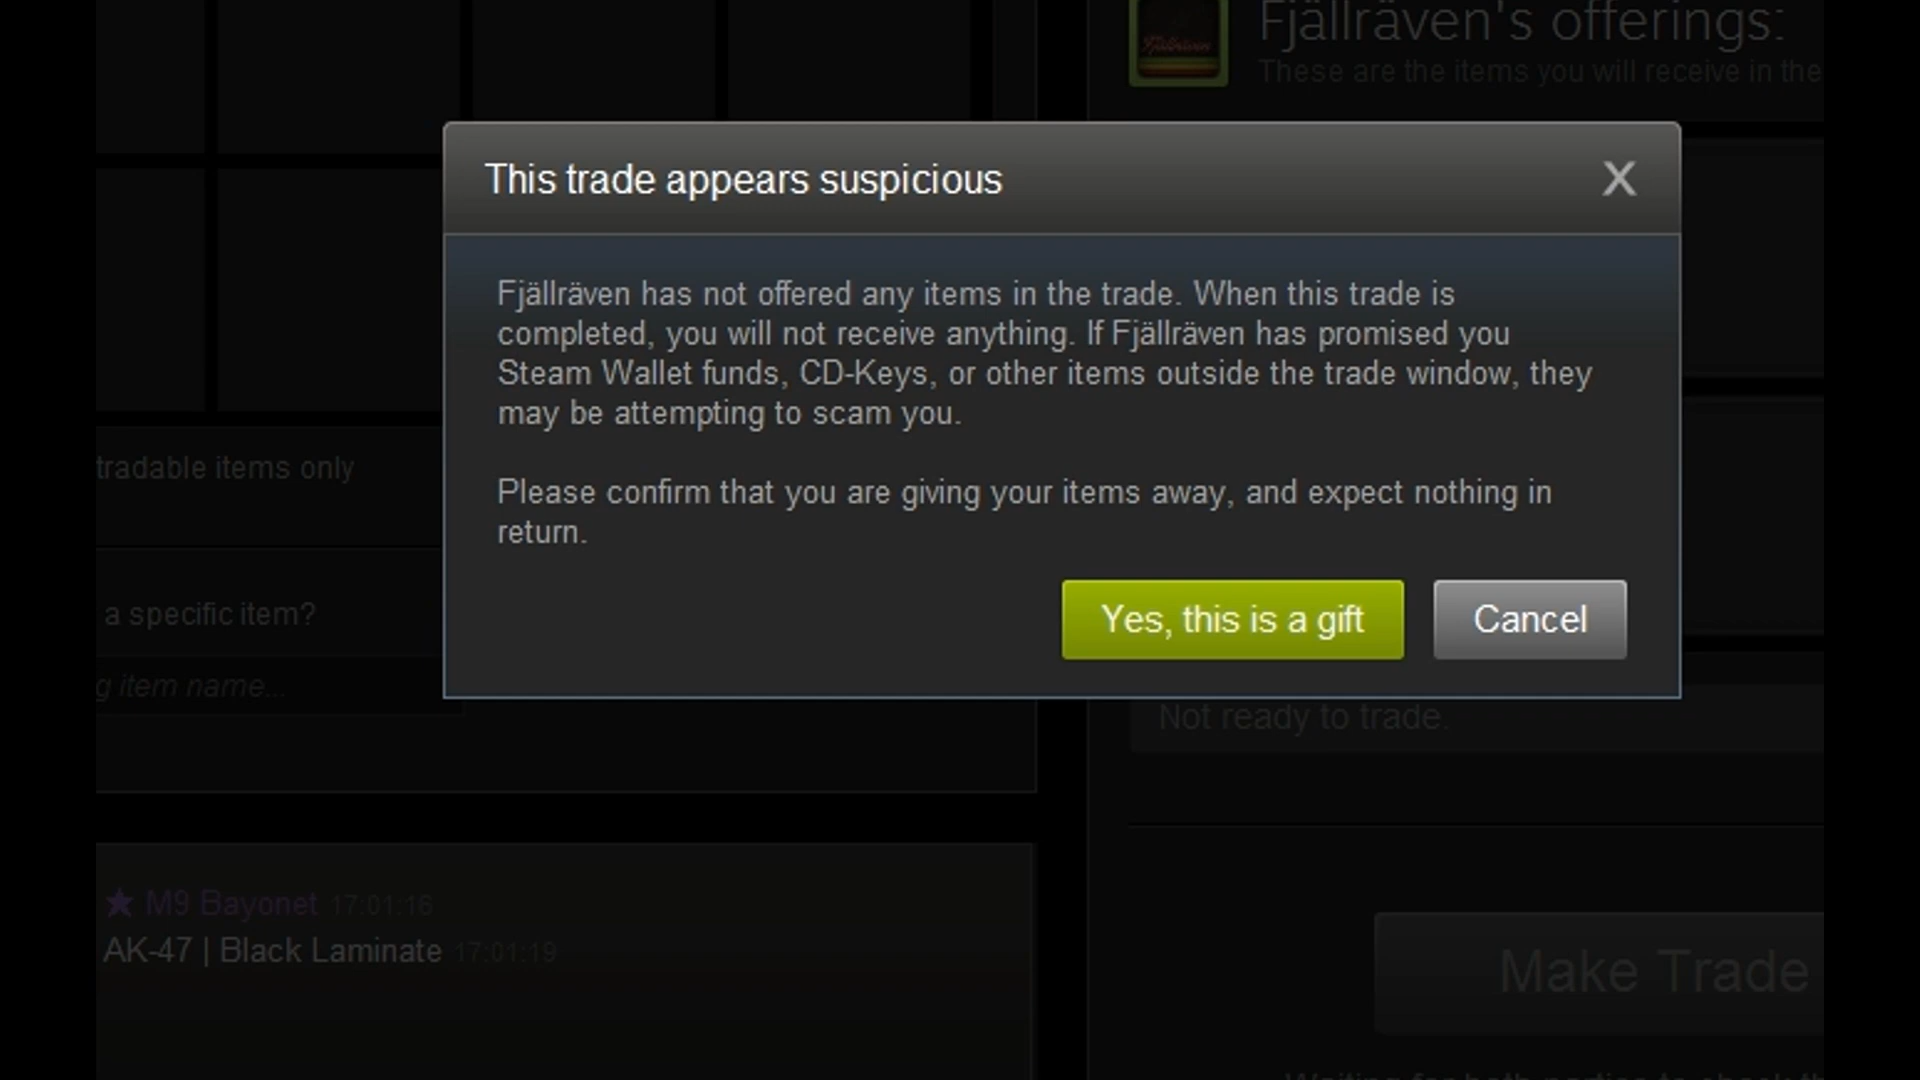 Fjällräven's offerings:
These are the items you will receive in the
This trade appears suspicious
X
Fjällräven has not offered any items in the trade. When this trade is
completed, you will not receive anything. If Fjällräven has promised you
Steam Wallet funds, CD-Keys, or other items outside the trade window, they
may be attempting to scam you.
Please confirm that you are giving your items away, and expect nothing in
return.
Yes, this is a gift
Cancel
tradable items only
a specific item?
g item name...
Not ready to trade.
★ M9 Bayonet 17:01:16
AK-47 | Black Laminate 17:01:19
Make Trade